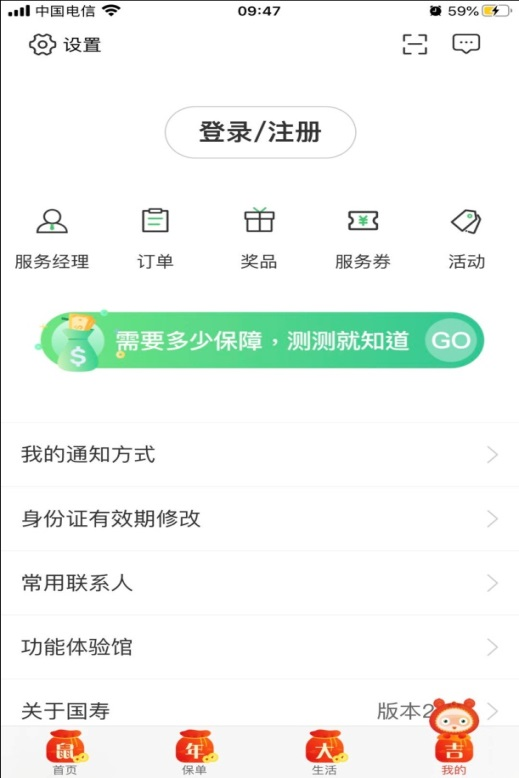 中国电信 09:47 59%
设置
登录/注册
服务经理 订单 奖品 服务券 活动
需要多少保障，测测就知道 GO
我的通知方式
身份证有效期修改
常用联系人
功能体验馆
关于国寿 版本2
鼠 年 大 吉
首页 保单 生活 我的